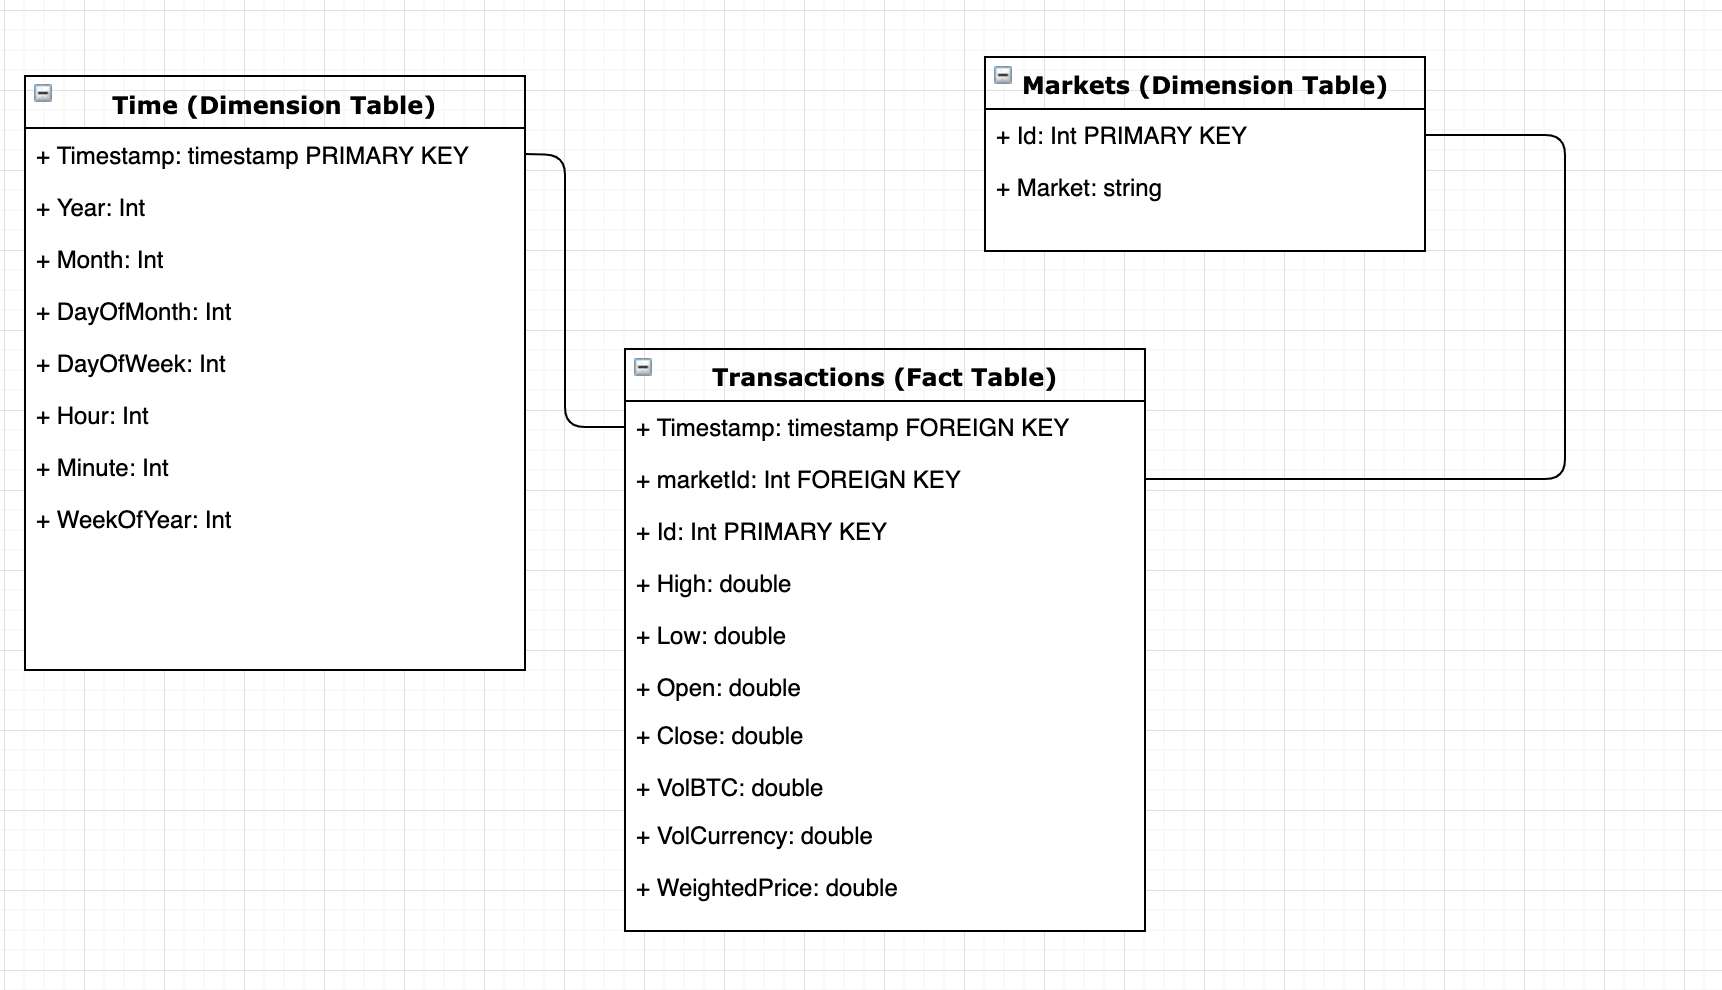 Time (Dimension Table)
+ Timestamp: timestamp PRIMARY KEY
+ Year: Int
+ Month: Int
+ DayOfMonth: Int
+ DayOfWeek: Int
+ Hour: Int
+ Minute: Int
+ WeekOfYear: Int
Markets (Dimension Table)
+ Id: Int PRIMARY KEY
+ Market: string
Transactions (Fact Table)
+ Timestamp: timestamp FOREIGN KEY
+ marketId: Int FOREIGN KEY
+ Id: Int PRIMARY KEY
+ High: double
+ Low: double
+ Open: double
+ Close: double
+ VolBTC: double
+ VolCurrency: double
+ WeightedPrice: double